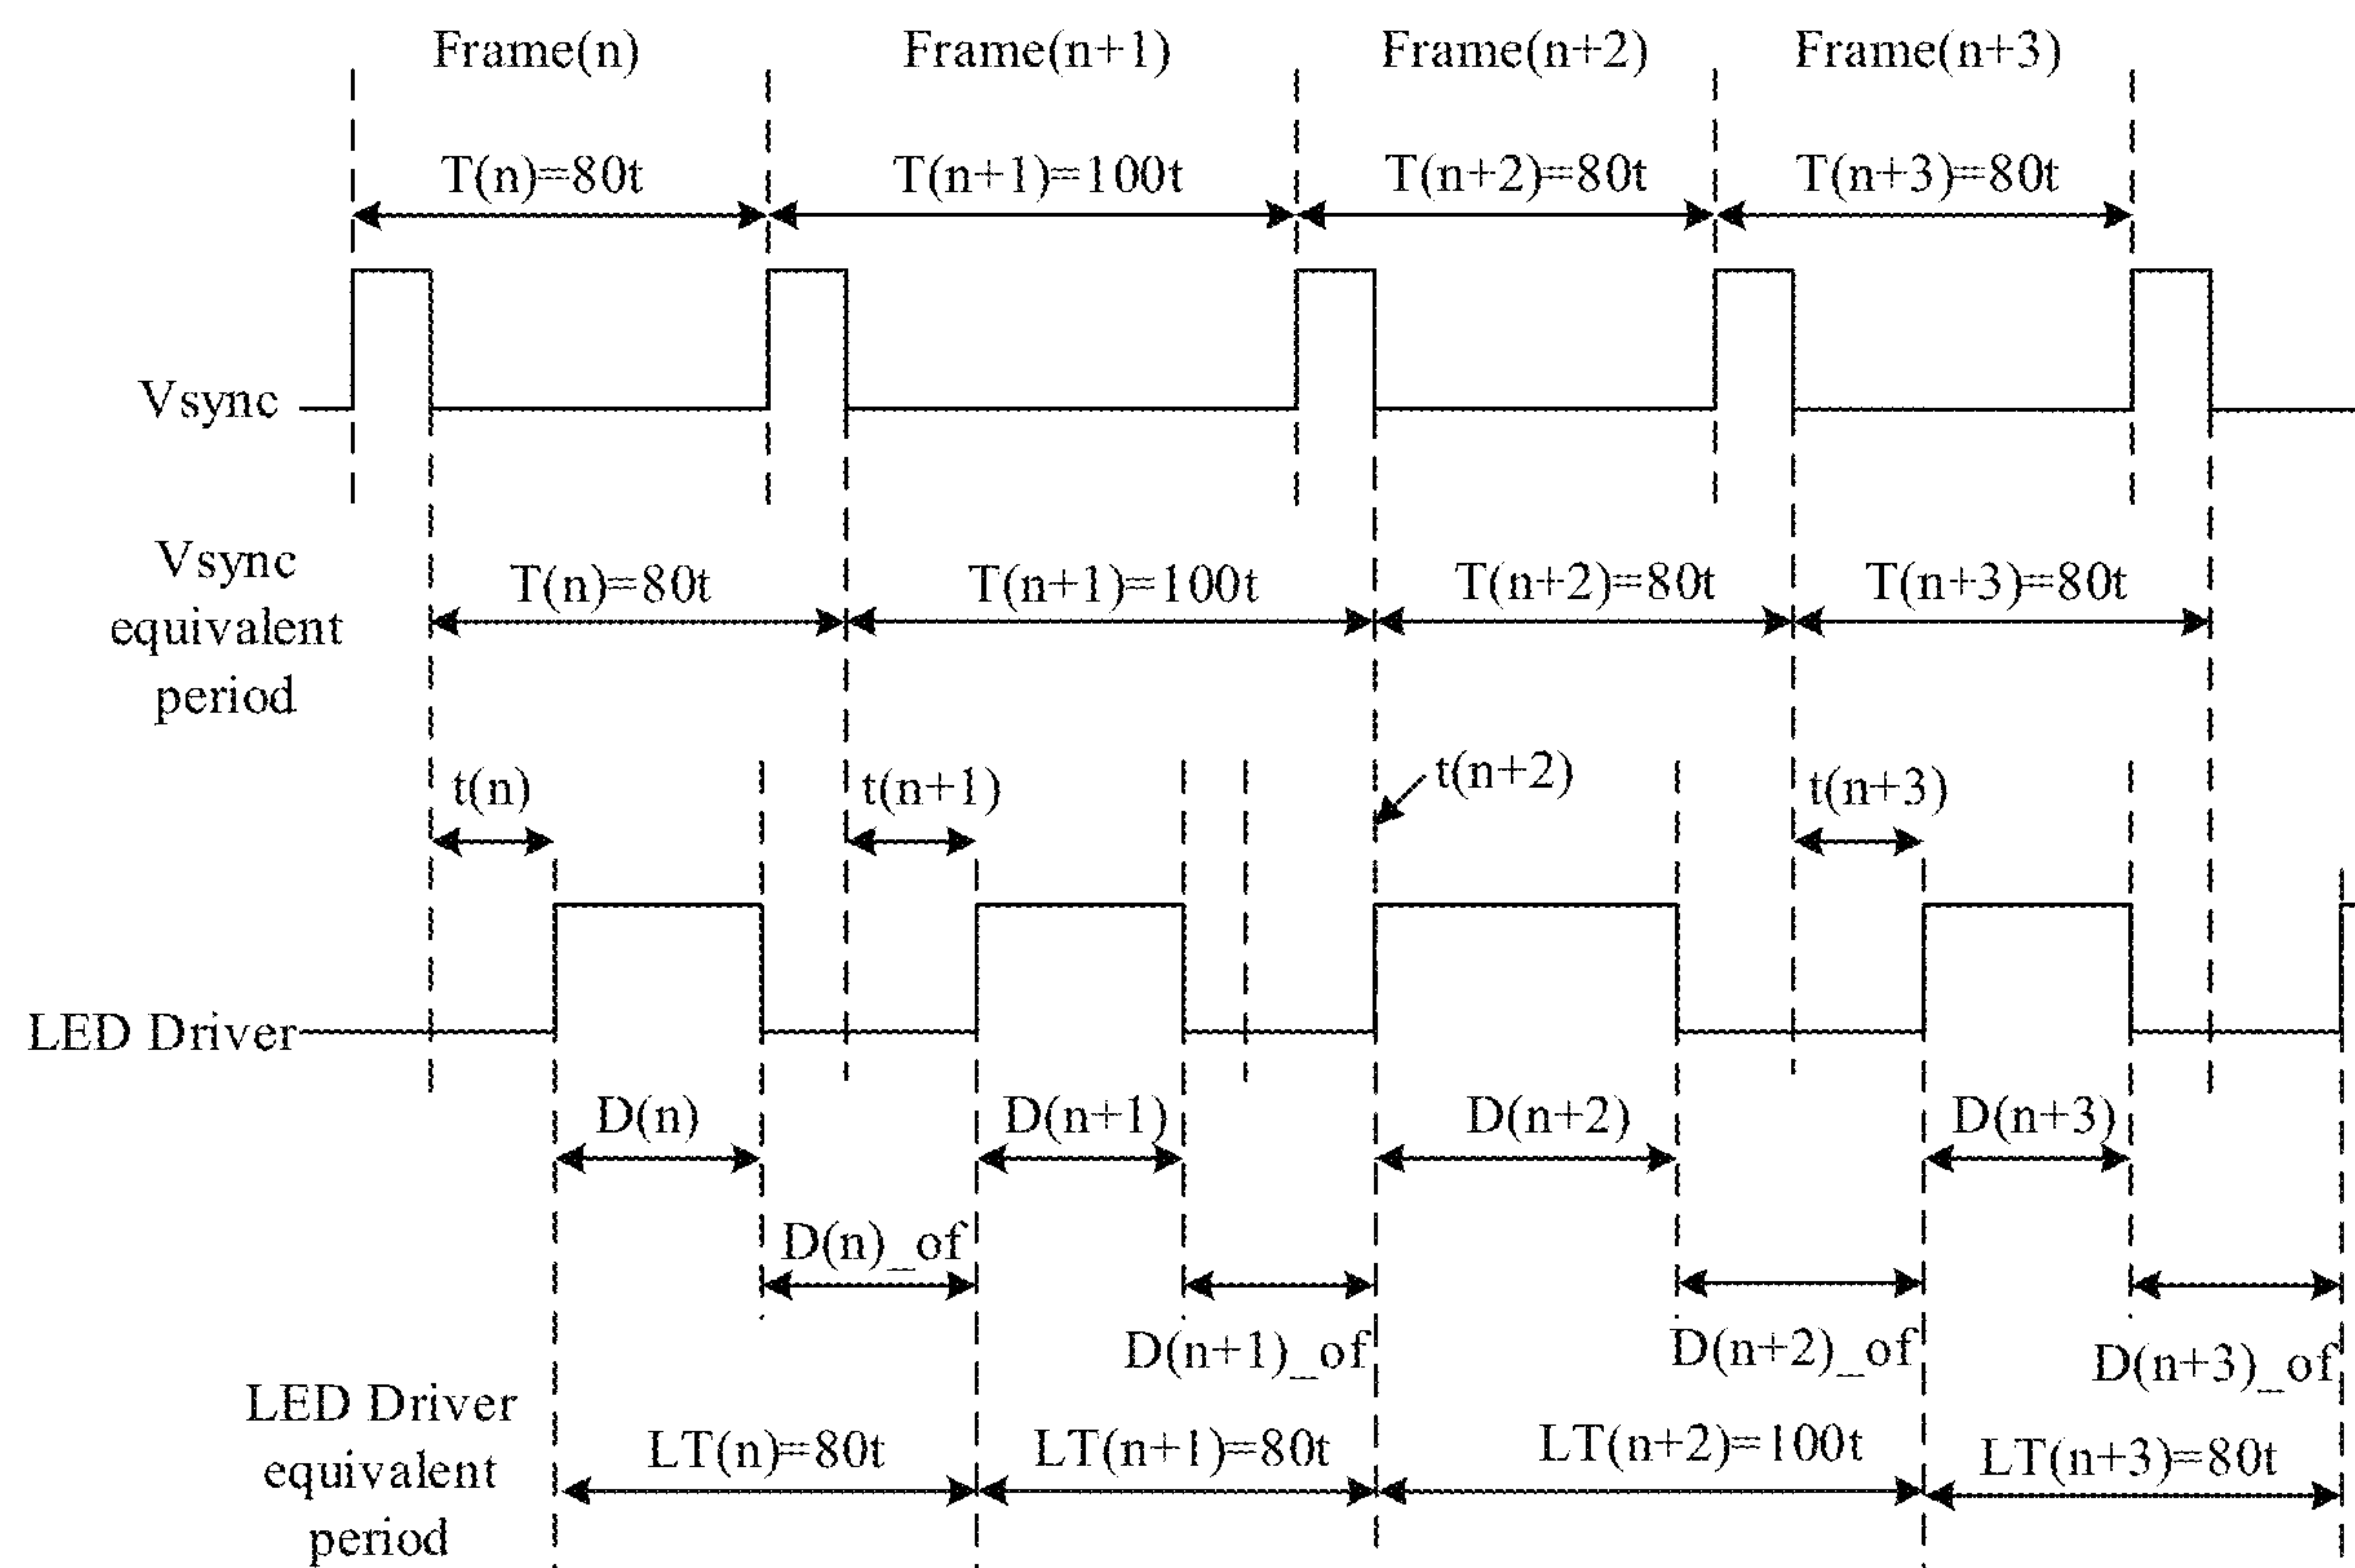 Frame(n)
Frame(n+1)
Frame(n+2)
Frame(n+3)
T(n)=80t
T(n+1)=100t
T(n+2)=80t
T(n+3)=80t
Vsync
Vsync
equivalent
period
T(n)=80t
T(n+1)=100t
T(n+2)=80t
T(n+3)=80t
t(n)
t(n+1)
t(n+2)
t(n+3)
LED Driver
D(n)
D(n+1)
D(n+2)
D(n+3)
D(n)_of
D(n+1)_of
D(n+2)_of
D(n+3)_of
LED Driver
equivalent
period
LT(n)=80t
LT(n+1)=80t
LT(n+2)=100t
LT(n+3)=80t